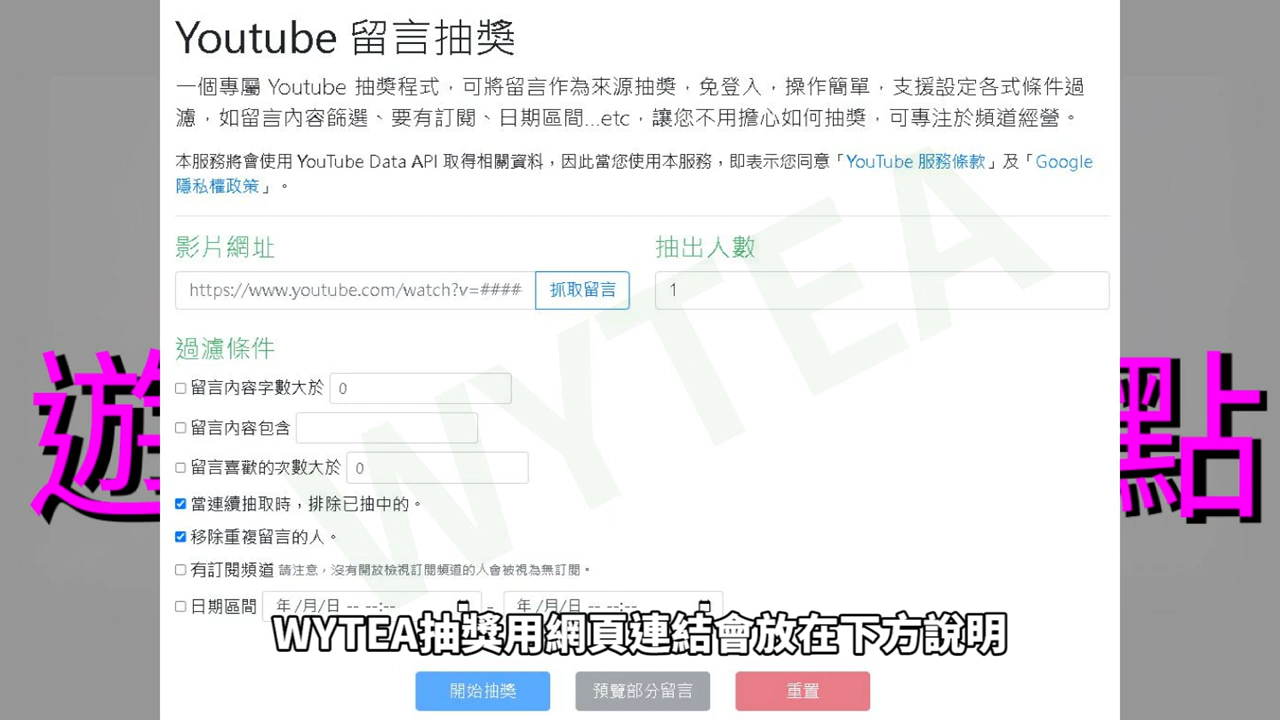 Youtube 留言抽獎
一個專屬 Youtube 抽獎程式，可將留言作為來源抽獎，免登入，操作簡單，支援設定各式條件過
濾，如留言內容篩選、要有訂閱、日期區間...etc，讓您不用擔心如何抽獎，可專注於頻道經營。
本服務將會使用 YouTube Data API 取得相關資料，因此當您使用本服務，即表示您同意「YouTube 服務條款」及「Google
隱私權政策」。
影片網址
抽出人數
https://www.youtube.com/watch?v=####
抓取留言
1
過濾條件
留言內容字數大於 0
留言內容包含
留言喜歡的次數大於 0
當連續抽取時，排除已抽中的。
移除重複留言的人。
有訂閱頻道 請注意，沒有開放檢視訂閱頻道的人會被視為無訂閱。
日期區間 年 /月/日 -- --:-- - 年 /月/日 -- --:--
WYTEA抽獎用網頁連結會放在下方說明
開始抽獎
預覽部分留言
重置
WYTEA
遊
點